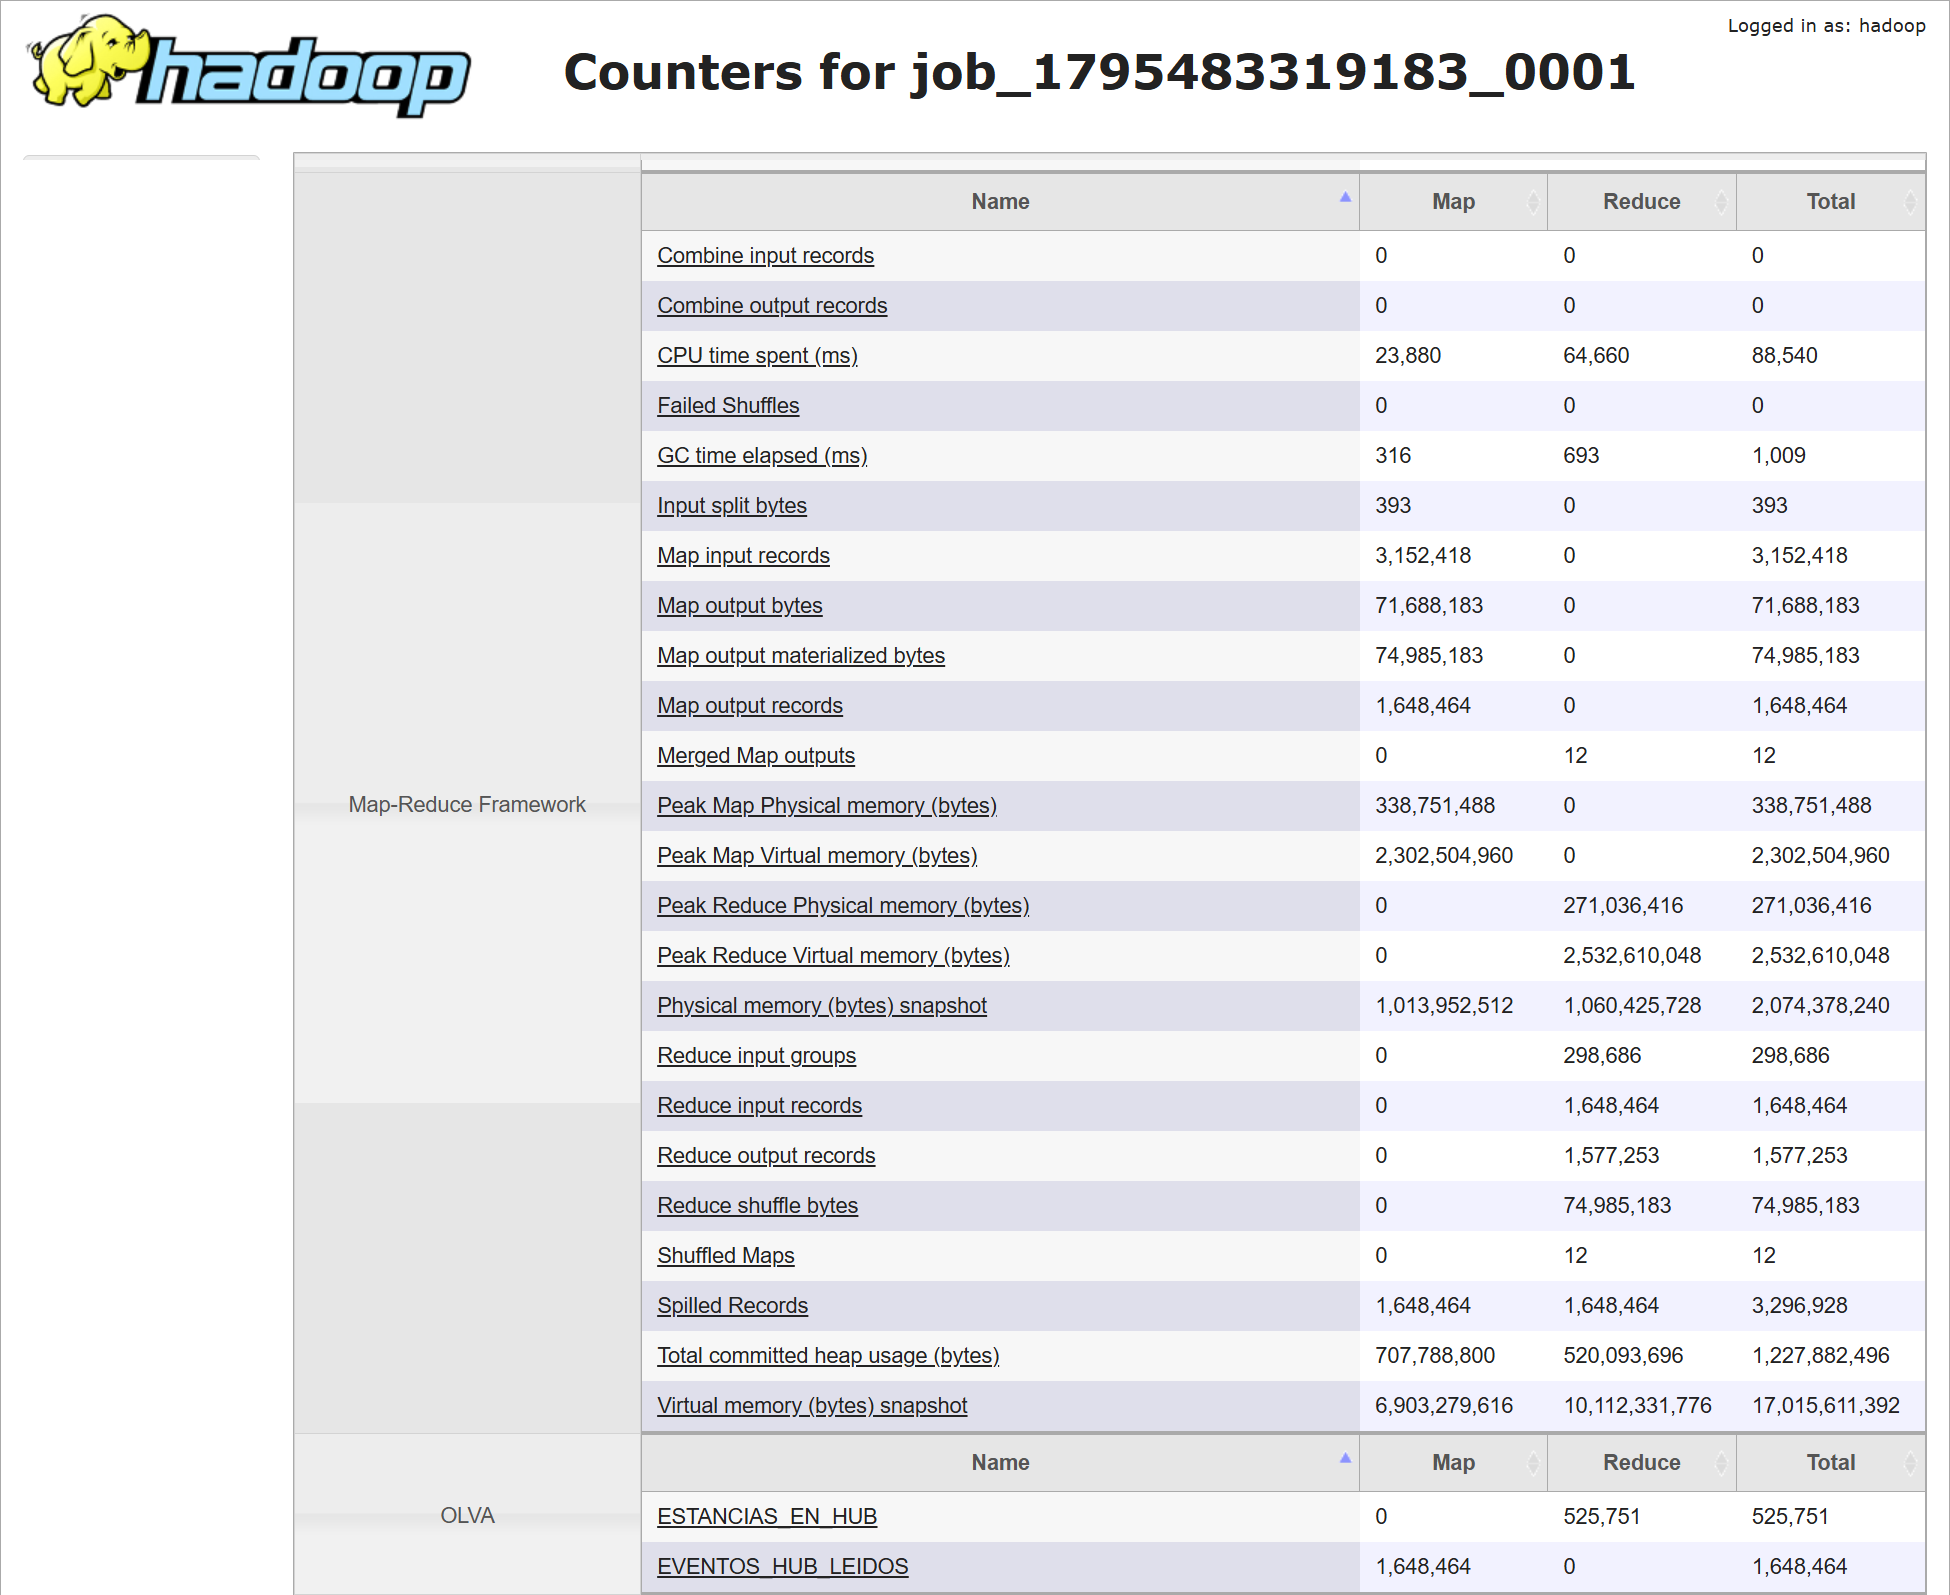 Logged in as: hadoop
hadoop
Counters for job_1795483319183_0001
Map-Reduce Framework
Name Map Reduce Total
Combine input records 0 0 0
Combine output records 0 0 0
CPU time spent (ms) 23,880 64,660 88,540
Failed Shuffles 0 0 0
GC time elapsed (ms) 316 693 1,009
Input split bytes 393 0 393
Map input records 3,152,418 0 3,152,418
Map output bytes 71,688,183 0 71,688,183
Map output materialized bytes 74,985,183 0 74,985,183
Map output records 1,648,464 0 1,648,464
Merged Map outputs 0 12 12
Peak Map Physical memory (bytes) 338,751,488 0 338,751,488
Peak Map Virtual memory (bytes) 2,302,504,960 0 2,302,504,960
Peak Reduce Physical memory (bytes) 0 271,036,416 271,036,416
Peak Reduce Virtual memory (bytes) 0 2,532,610,048 2,532,610,048
Physical memory (bytes) snapshot 1,013,952,512 1,060,425,728 2,074,378,240
Reduce input groups 0 298,686 298,686
Reduce input records 0 1,648,464 1,648,464
Reduce output records 0 1,577,253 1,577,253
Reduce shuffle bytes 0 74,985,183 74,985,183
Shuffled Maps 0 12 12
Spilled Records 1,648,464 1,648,464 3,296,928
Total committed heap usage (bytes) 707,788,800 520,093,696 1,227,882,496
Virtual memory (bytes) snapshot 6,903,279,616 10,112,331,776 17,015,611,392
OLVA
Name Map Reduce Total
ESTANCIAS_EN_HUB 0 525,751 525,751
EVENTOS_HUB_LEIDOS 1,648,464 0 1,648,464